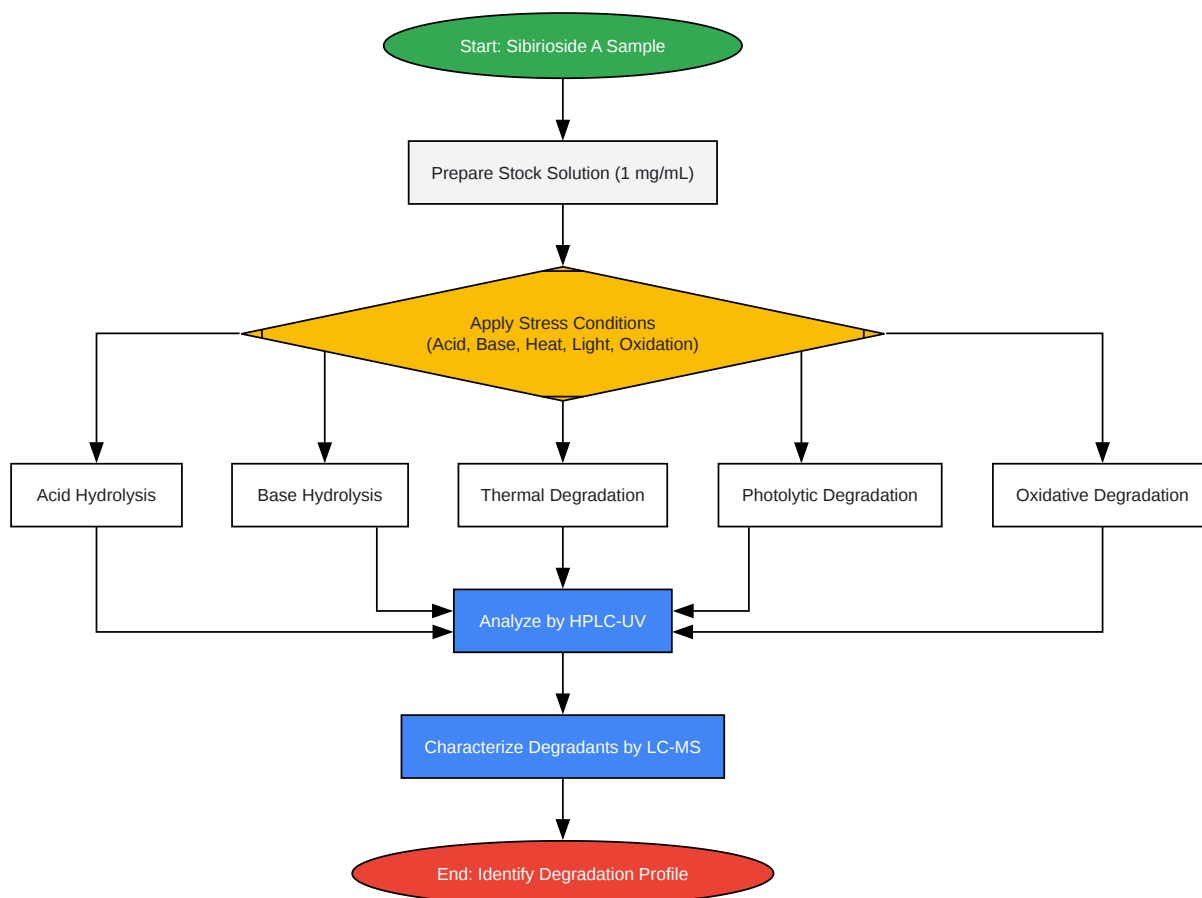 Start: Sibirioside A Sample
Prepare Stock Solution (1 mg/mL)
Apply Stress Conditions
(Acid, Base, Heat, Light, Oxidation)
Acid Hydrolysis
Base Hydrolysis
Thermal Degradation
Photolytic Degradation
Oxidative Degradation
Analyze by HPLC-UV
Characterize Degradants by LC-MS
End: Identify Degradation Profile